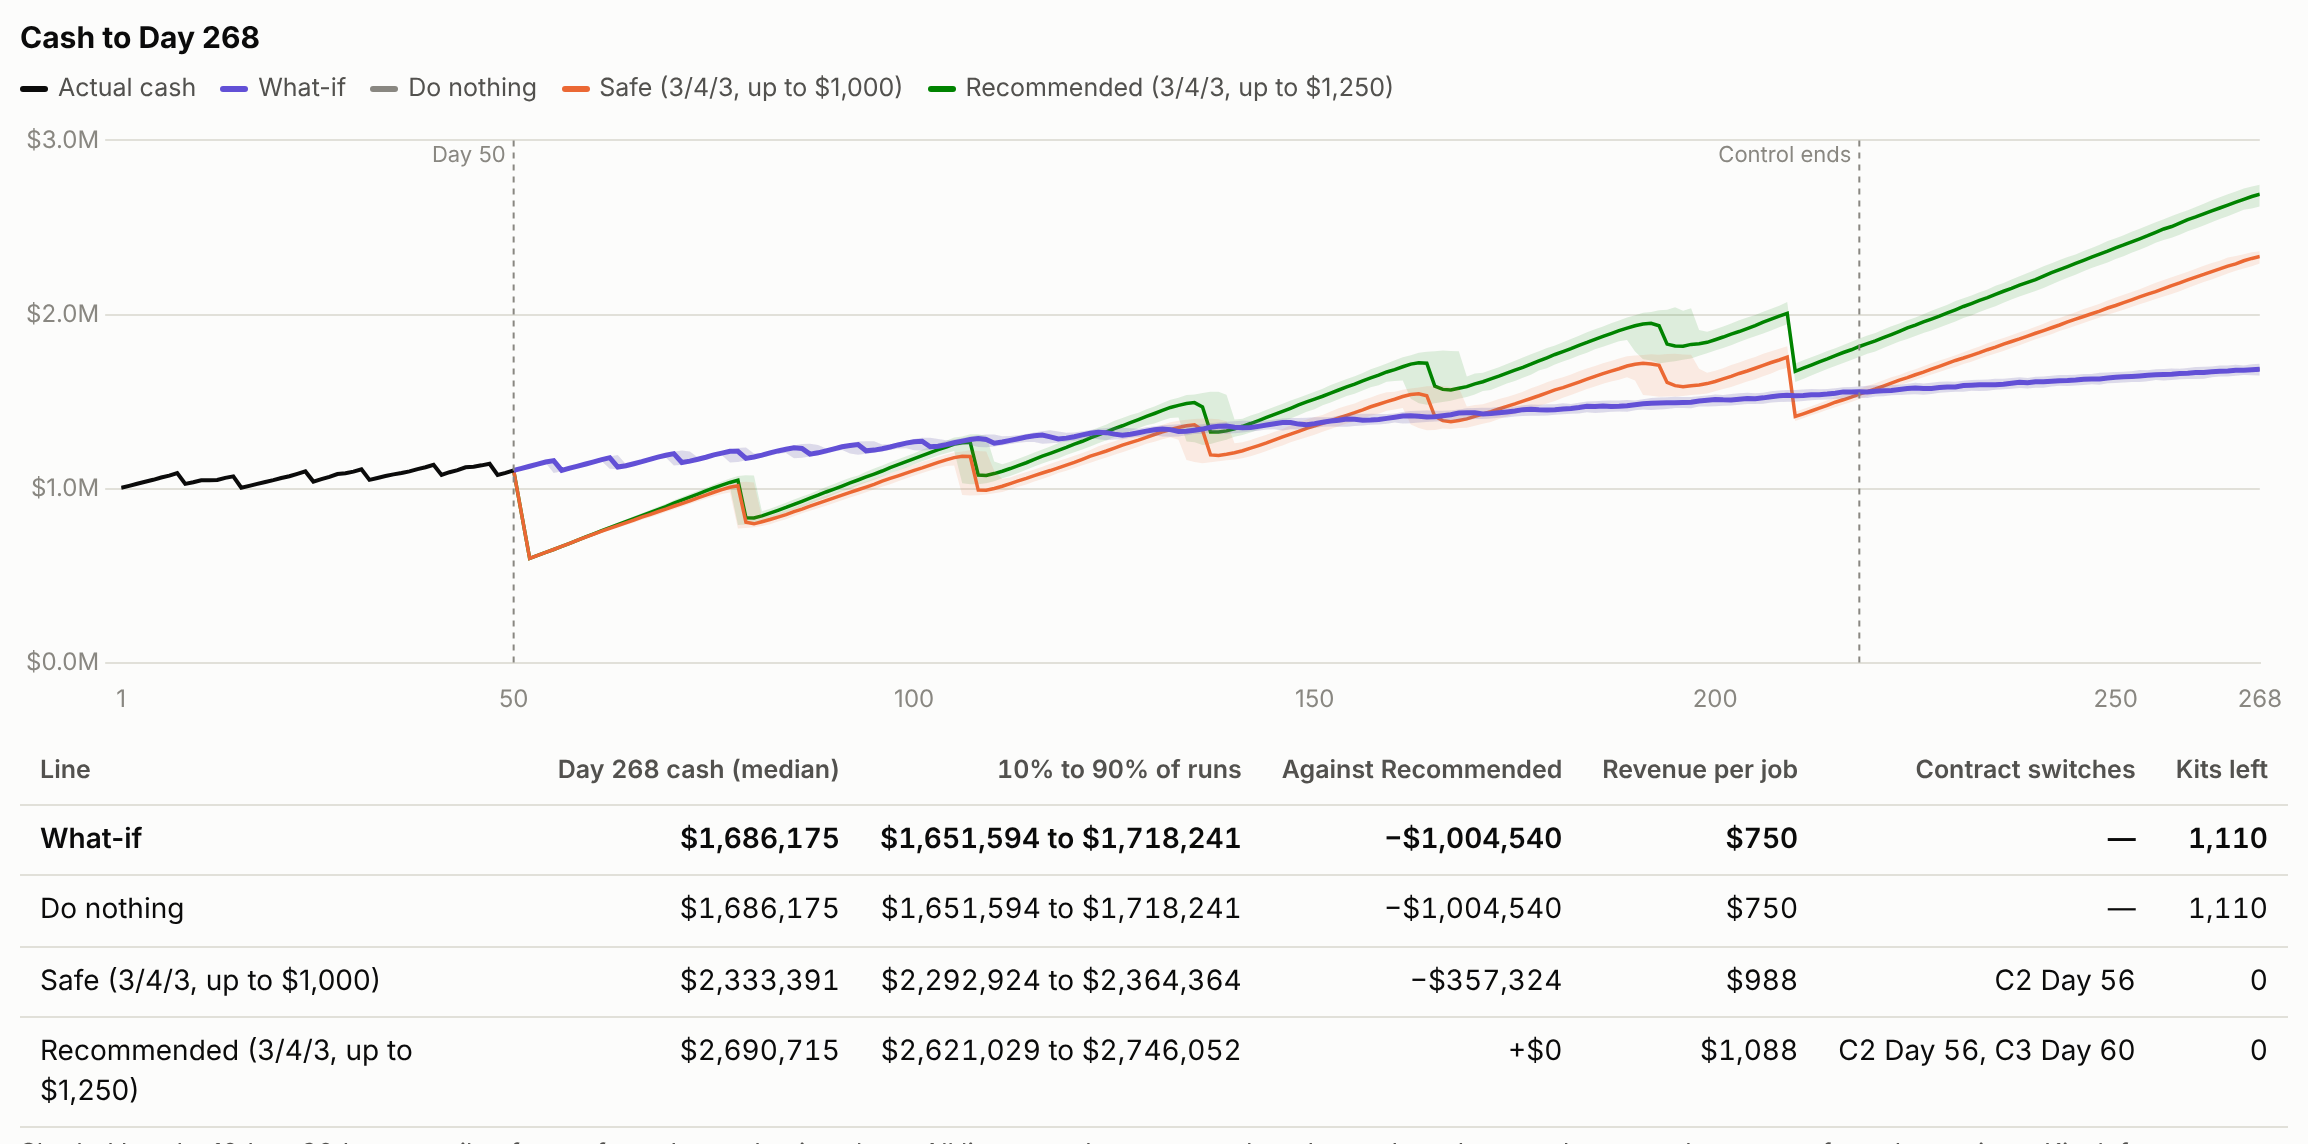 Cash to Day 268
Actual cash What-if Do nothing Safe (3/4/3, up to $1,000) Recommended (3/4/3, up to $1,250)
$3.0M
Day 50 Control ends
$2.0M
$1.0M
$0.0M
1 50 100 150 200 250 268
Line Day 268 cash (median) 10% to 90% of runs Against Recommended Revenue per job Contract switches Kits left
What-if $1,686,175 $1,651,594 to $1,718,241 −$1,004,540 $750 — 1,110
Do nothing $1,686,175 $1,651,594 to $1,718,241 −$1,004,540 $750 — 1,110
Safe (3/4/3, up to $1,000) $2,333,391 $2,292,924 to $2,364,364 −$357,324 $988 C2 Day 56 0
Recommended (3/4/3, up to $2,690,715 $2,621,029 to $2,746,052 +$0 $1,088 C2 Day 56, C3 Day 60 0
$1,250)